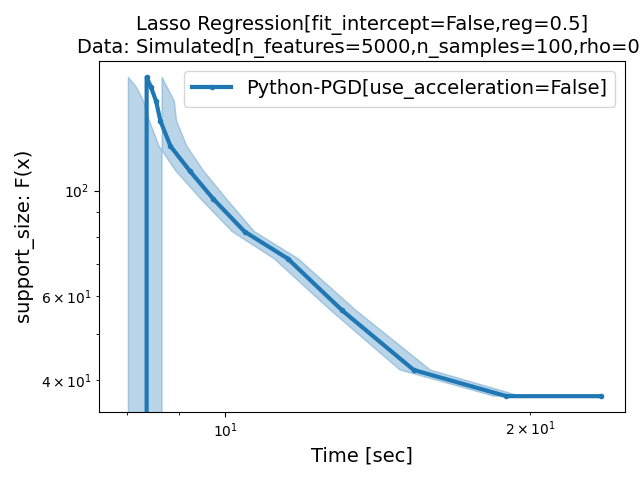 Lasso Regression[fit_intercept=False,reg=0.5]
Data: Simulated[n_features=5000,n_samples=100,rho=0
Python-PGD[use_acceleration=False]
support_size: F(x)
10²
6 × 10¹
4 × 10¹
10¹
2 × 10¹
Time [sec]